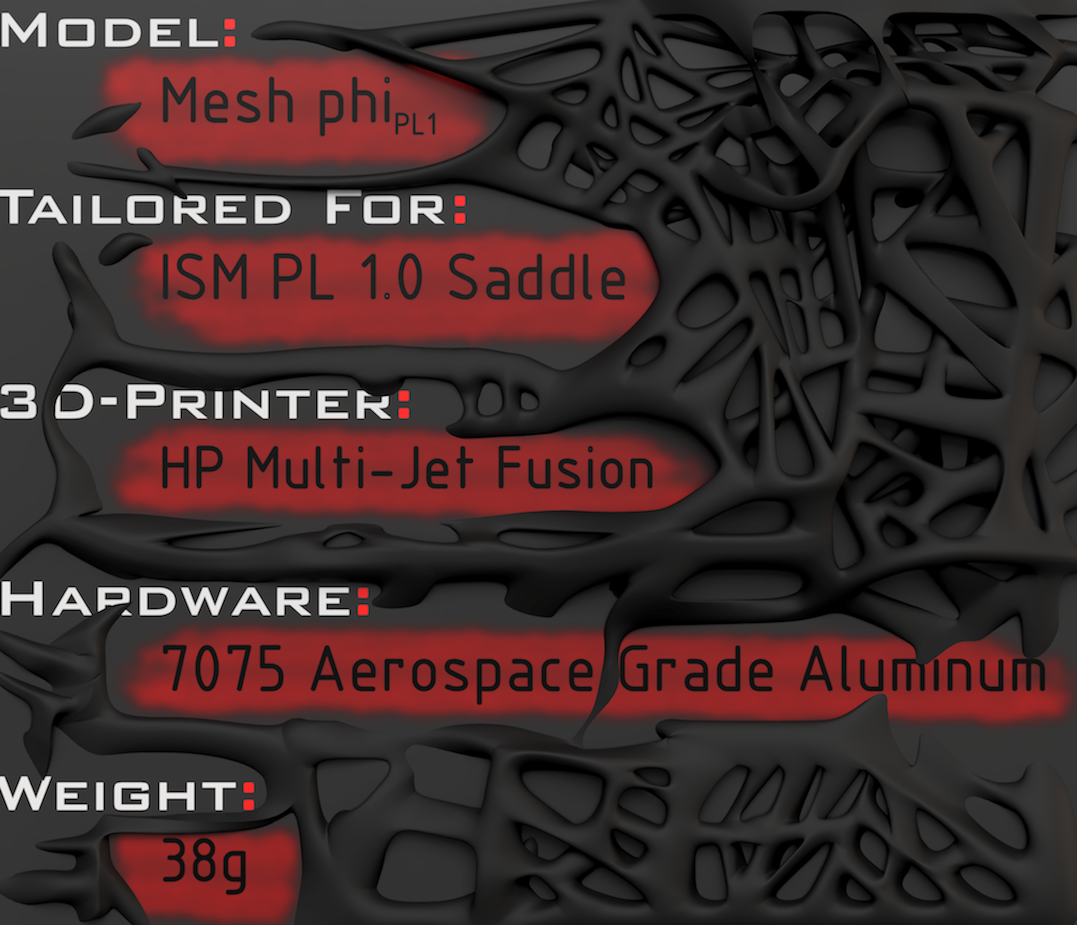 MODEL:
Mesh phiPL1
TAILORED FOR:
ISM PL 1.0 Saddle
3D-PRINTER:
HP Multi-Jet Fusion
HARDWARE:
7075 Aerospace Grade Aluminum
WEIGHT:
38g